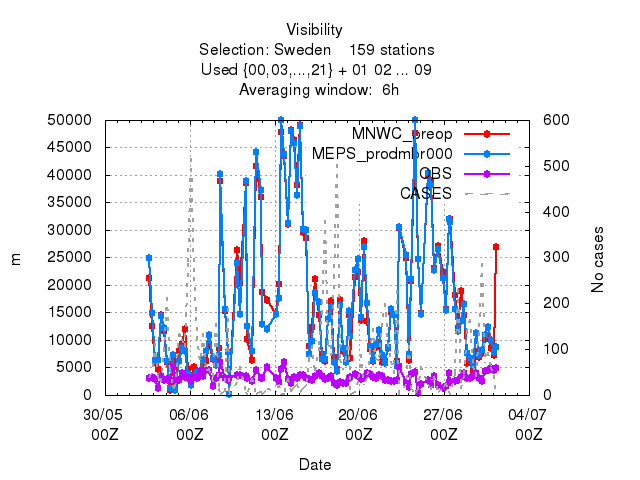 Visibility
Selection: Sweden 159 stations
Used {00,03,...,21} + 01 02 ... 09
Averaging window: 6h
50000 600
MNWC_preop
45000
MEPS_prodmbr000
500
40000 OBS
CASES
35000 400
30000
m 25000 300 No cases
20000
200
15000
10000 100
5000
0 0
30/05 06/06 13/06 20/06 27/06 04/07
00Z 00Z 00Z 00Z 00Z 00Z
Date